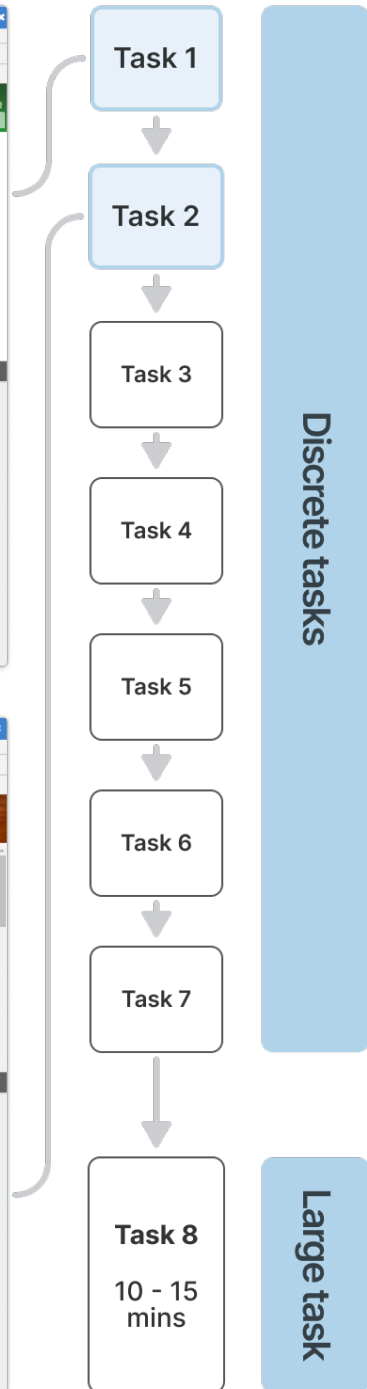 Task 1
Task 2
Task 3
Task 4
Task 5
Task 6
Task 7
Discrete tasks
Task 8
10 - 15
mins
Large task